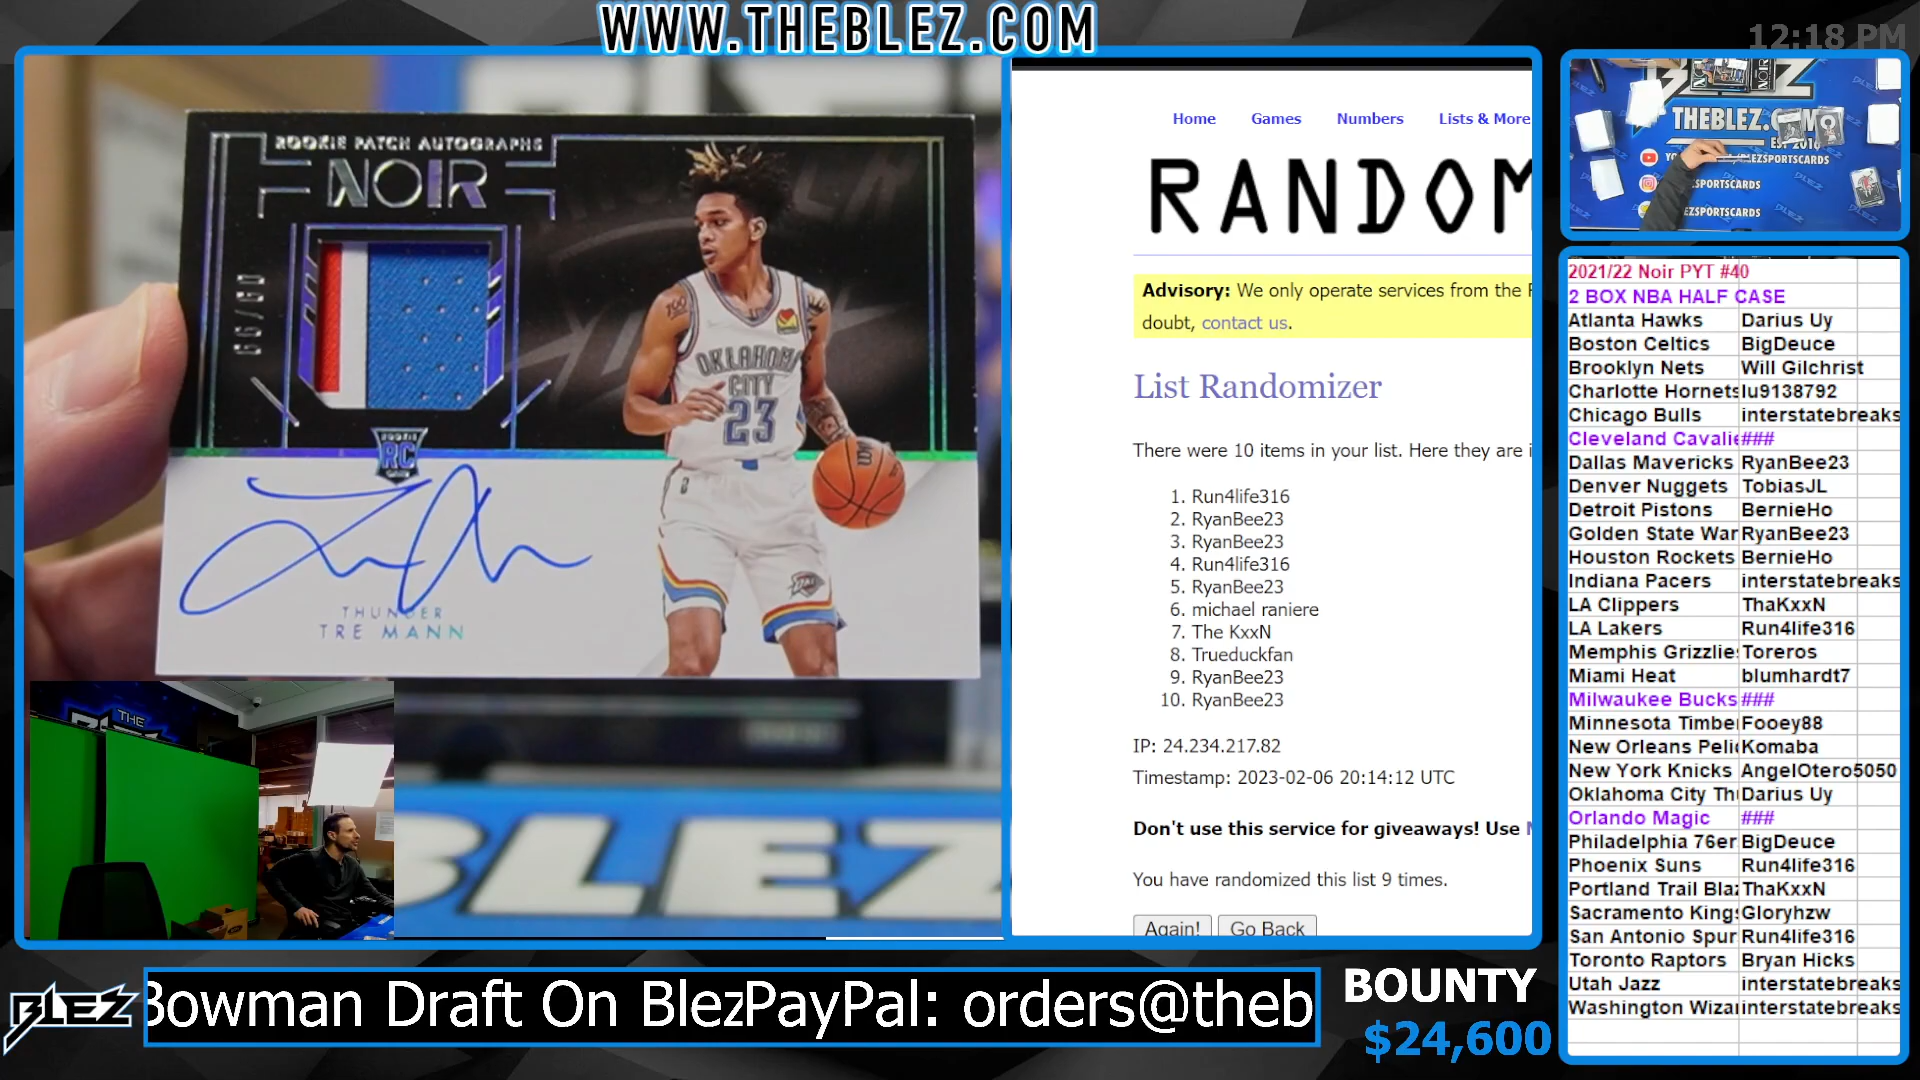 WWW.THEBLEZ.COM
12:18 PM
ROOKIE PATCH AUTOGRAPHS
NOIR
OKLAHOMA
CITY
23
RC
THUNDER
TRE MANN
THE
BLEZ
Home Games Numbers Lists & More
RANDOM
Advisory: We only operate services from the
doubt, contact us.
List Randomizer
There were 10 items in your list. Here they are
1. Run4life316
2. RyanBee23
3. RyanBee23
4. Run4life316
5. RyanBee23
6. michael raniere
7. The KxxN
8. Trueduckfan
9. RyanBee23
10. RyanBee23
IP: 24.234.217.82
Timestamp: 2023-02-06 20:14:12 UTC
Don't use this service for giveaways! Use
You have randomized this list 9 times.
Again! Go Back
THEBLEZ.COM
EST 2016
2021/22 Noir PYT #40
2 BOX NBA HALF CASE
Atlanta Hawks Darius Uy
Boston Celtics BigDeuce
Brooklyn Nets Will Gilchrist
Charlotte Hornets lu9138792
Chicago Bulls interstatebreaks
Cleveland Cavalie ###
Dallas Mavericks RyanBee23
Denver Nuggets TobiasJL
Detroit Pistons BernieHo
Golden State War RyanBee23
Houston Rockets BernieHo
Indiana Pacers interstatebreaks
LA Clippers ThaKxxN
LA Lakers Run4life316
Memphis Grizzlie Toreros
Miami Heat blumhardt7
Milwaukee Bucks ###
Minnesota Timbe Fooey88
New Orleans Peli Komaba
New York Knicks AngelOtero5050
Oklahoma City Th Darius Uy
Orlando Magic ###
Philadelphia 76er BigDeuce
Phoenix Suns Run4life316
Portland Trail Bla ThaKxxN
Sacramento Kings Gloryhzw
San Antonio Spur Run4life316
Toronto Raptors Bryan Hicks
Utah Jazz interstatebreaks
Washington Wiza interstatebreaks
BLEZ
Bowman Draft On BlezPayPal: orders@theb
BOUNTY
$24,600